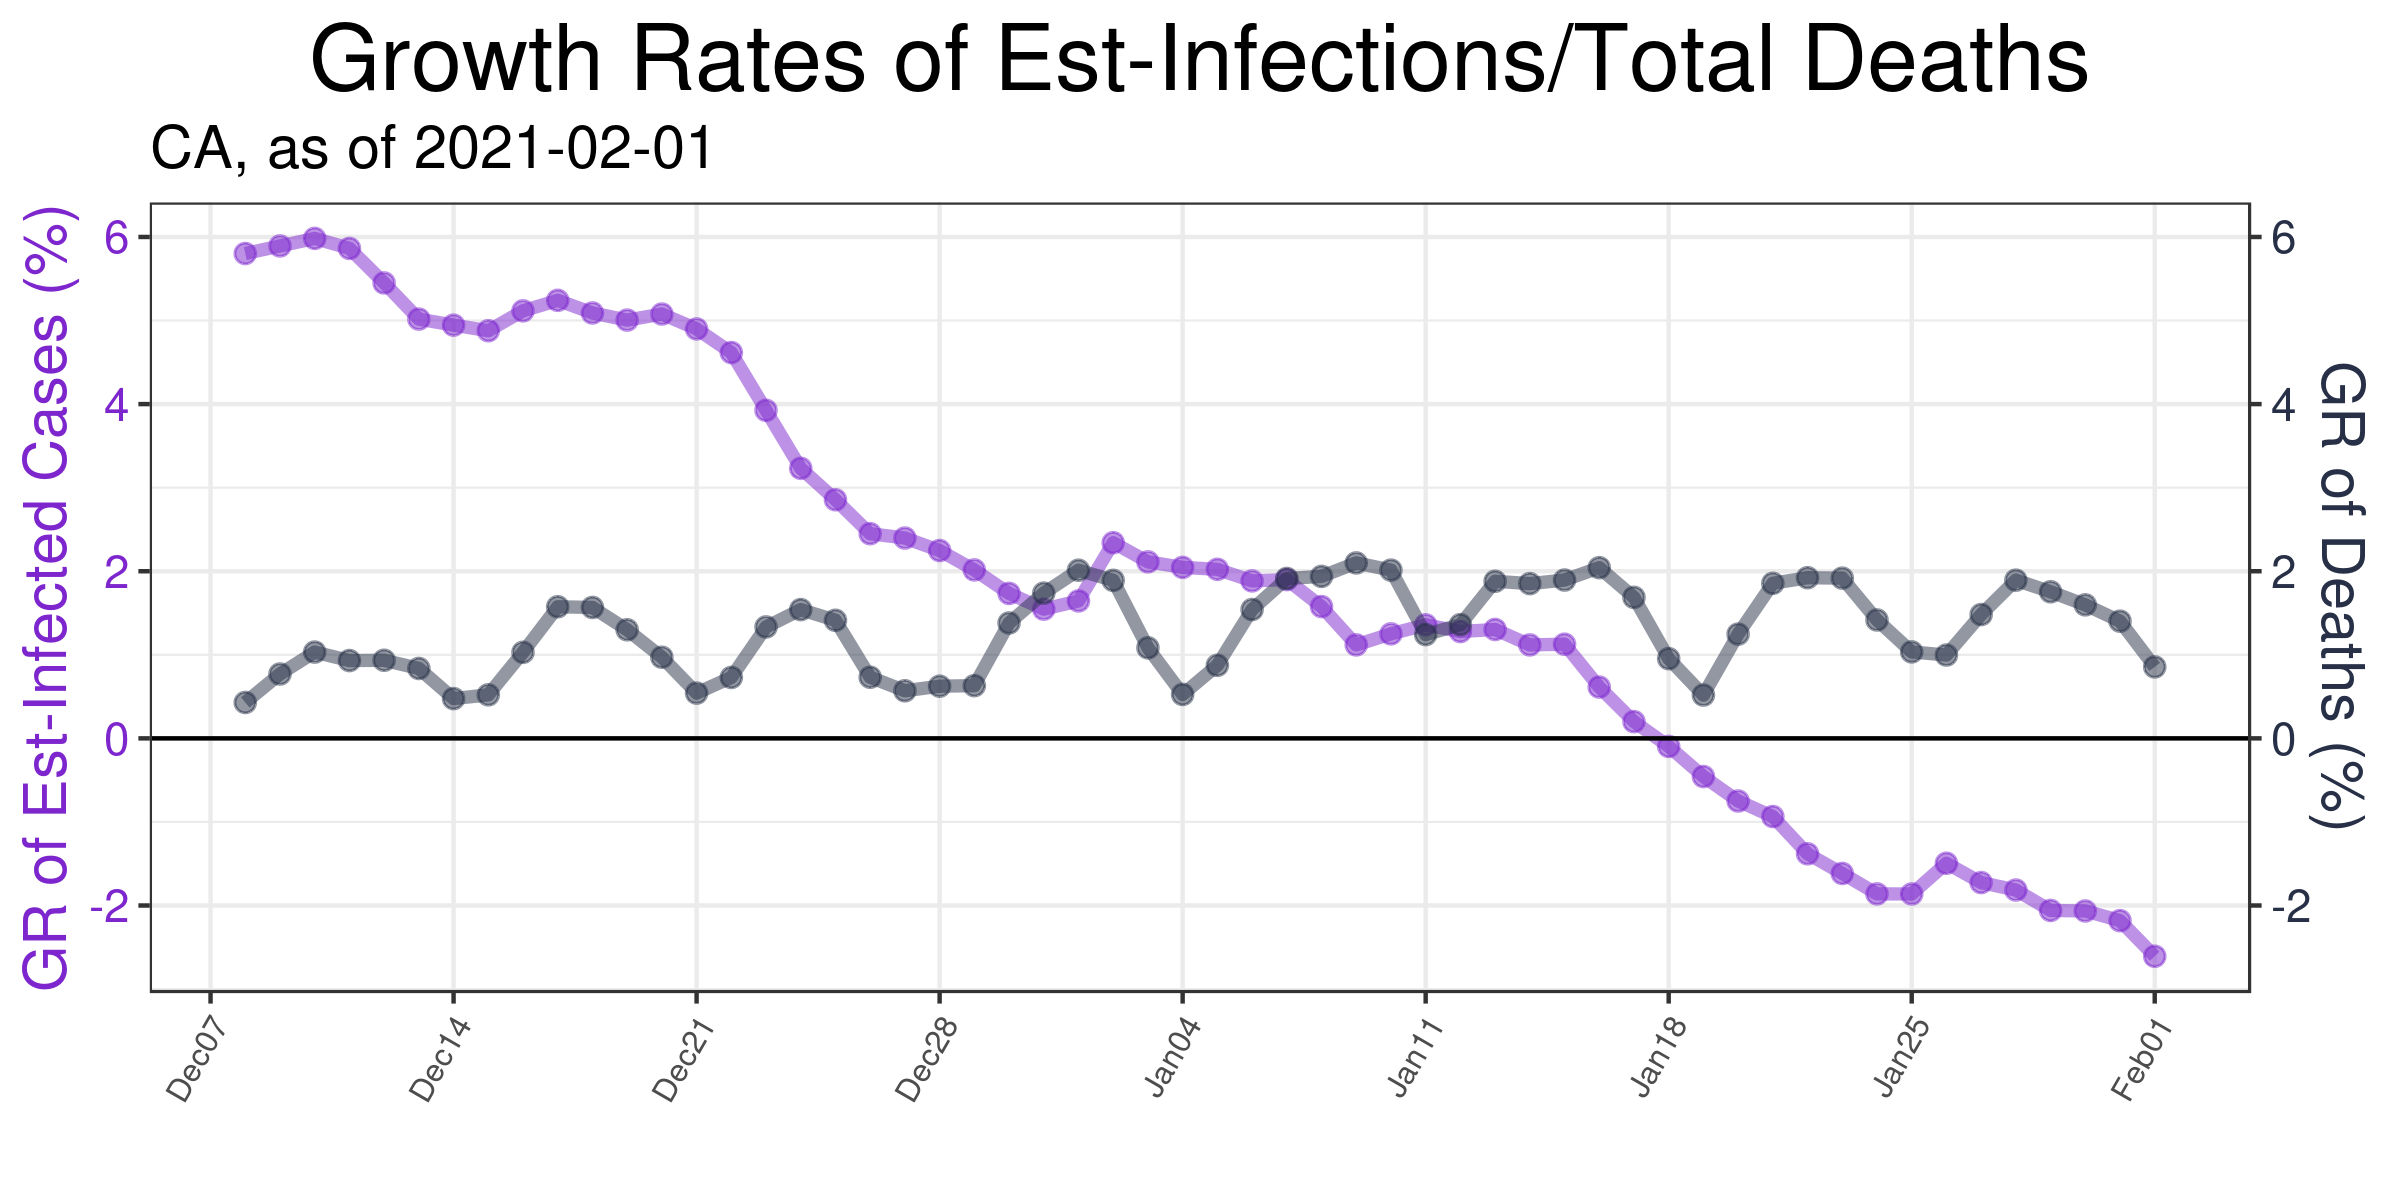 Growth Rates of Est-Infections/Total Deaths
CA, as of 2021-02-01
GR of Est-Infected Cases (%)
6
4
2
0
-2
6
4
2
0
-2
GR of Deaths (%)
Dec07
Dec14
Dec21
Dec28
Jan04
Jan11
Jan18
Jan25
Feb01